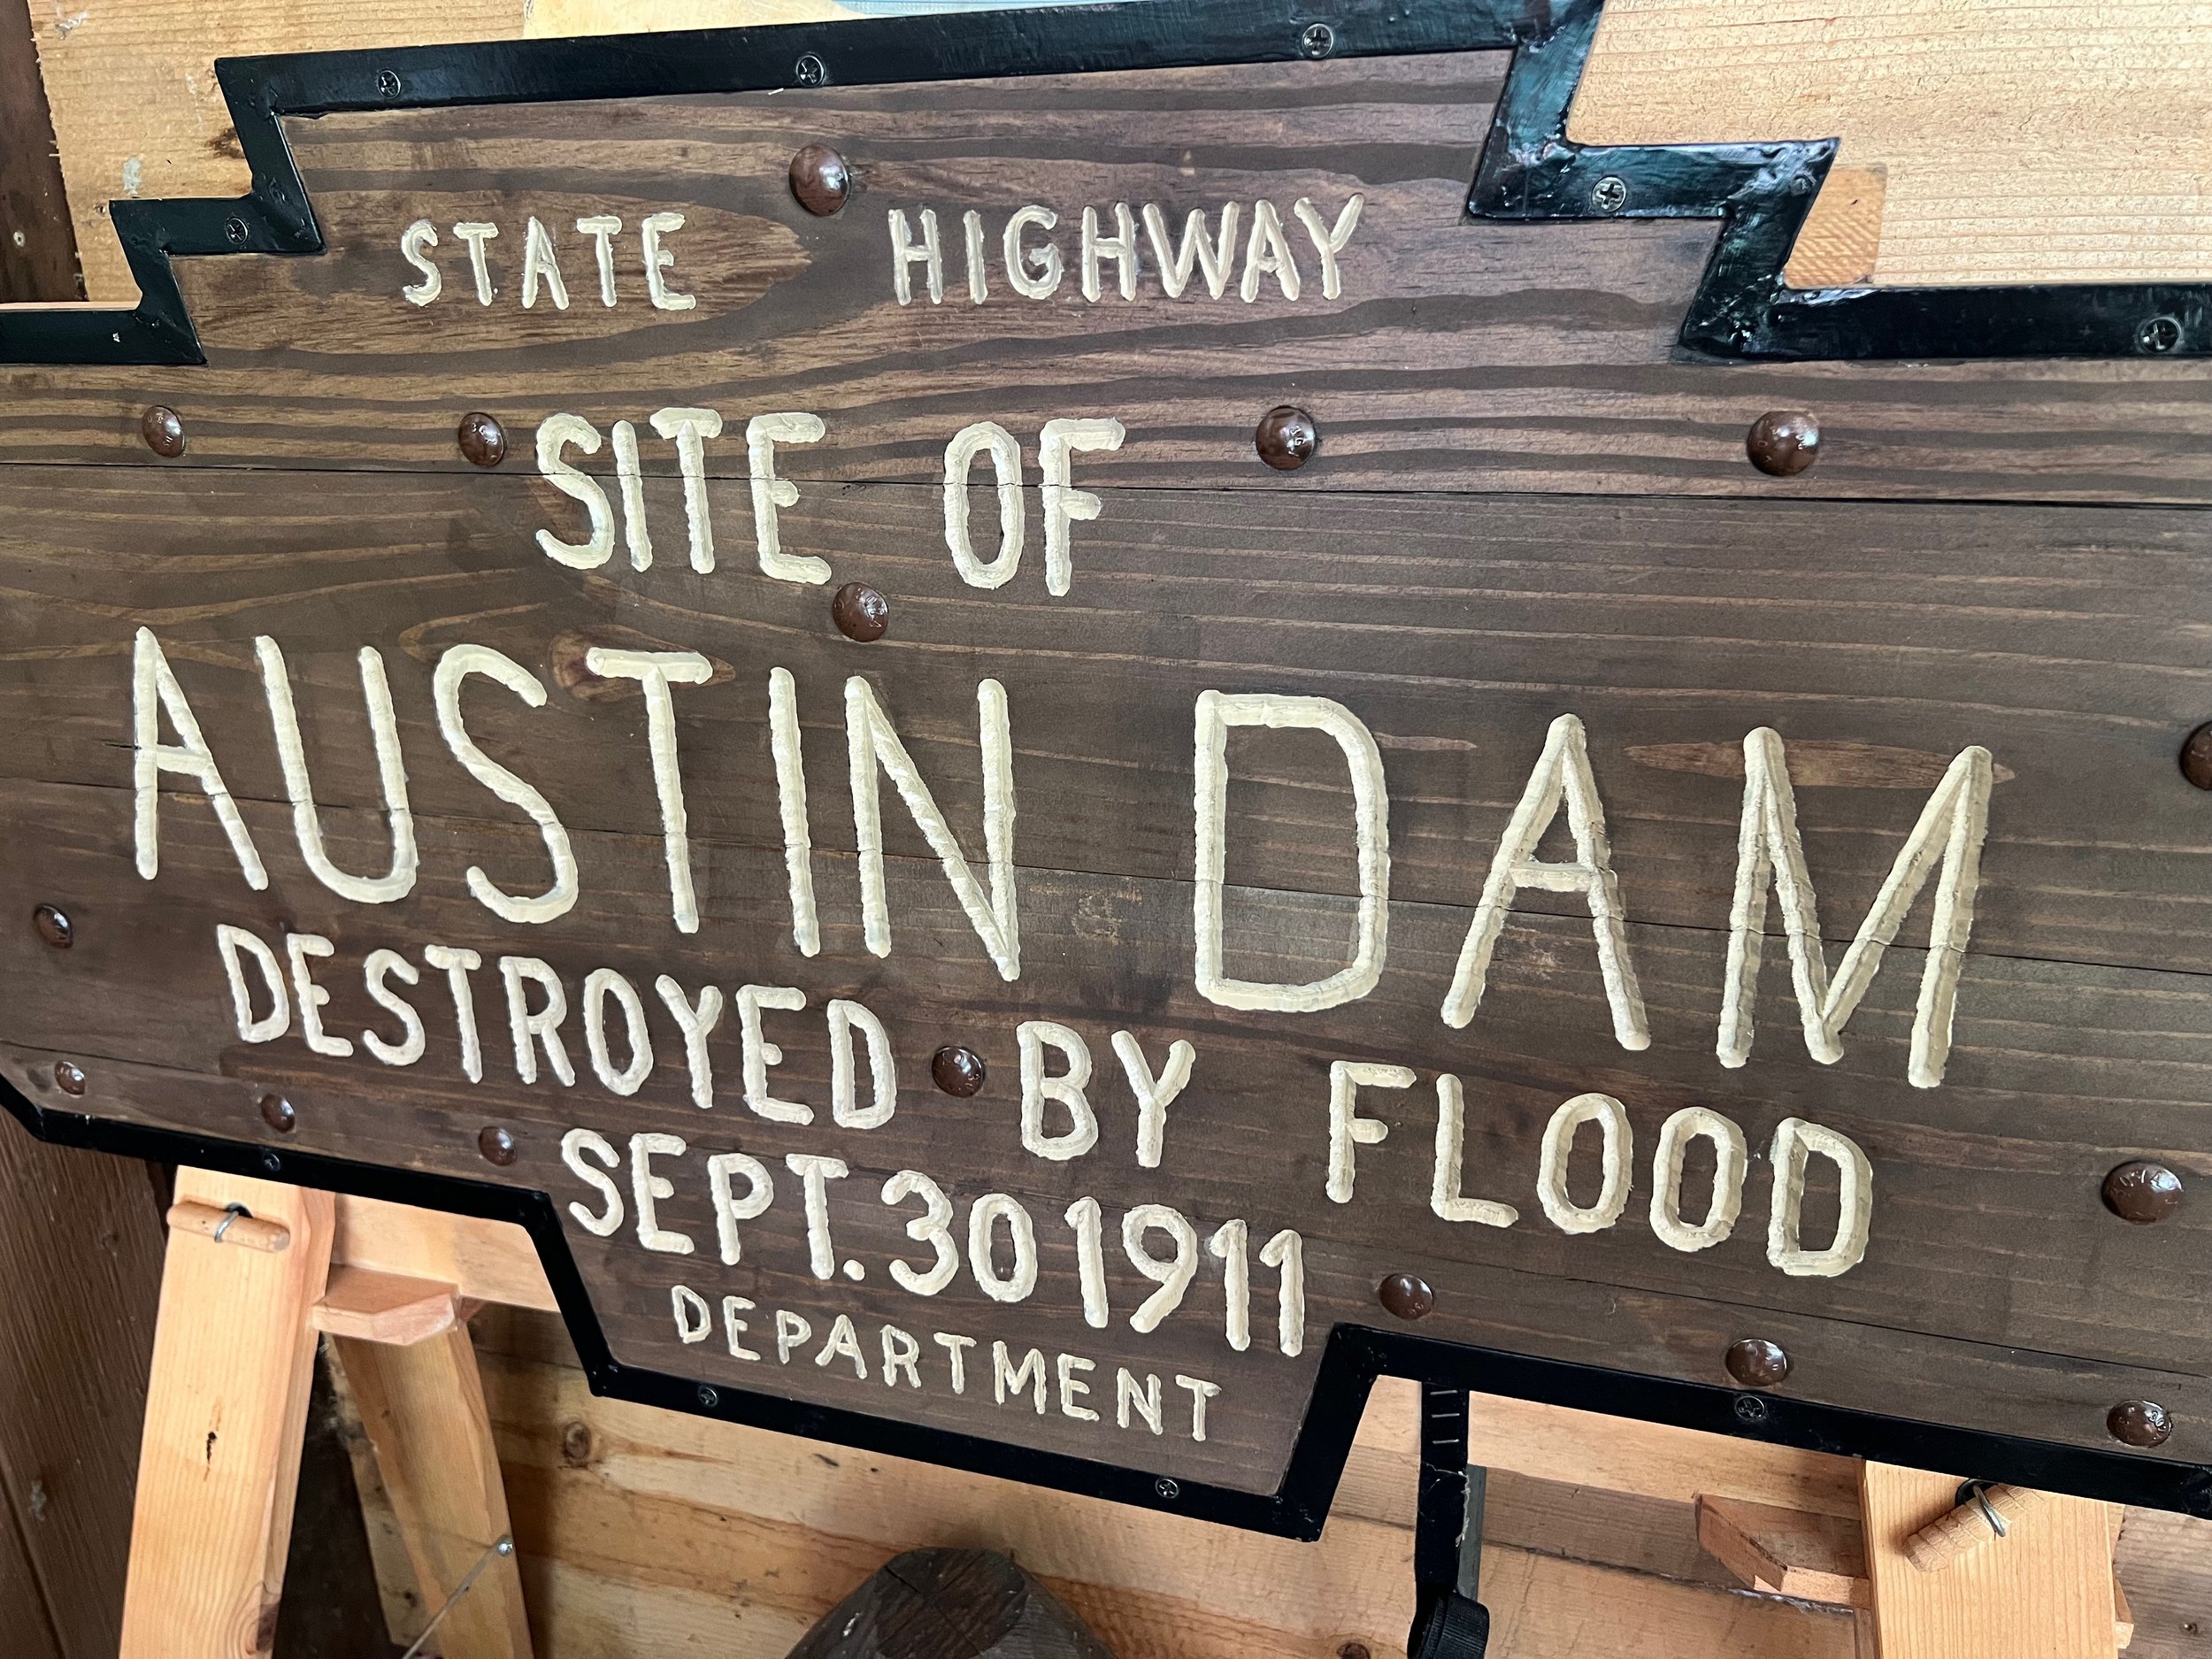 STATE HIGHWAY
SITE OF
AUSTIN DAM
DESTROYED BY FLOOD
SEPT. 30 1911
DEPARTMENT